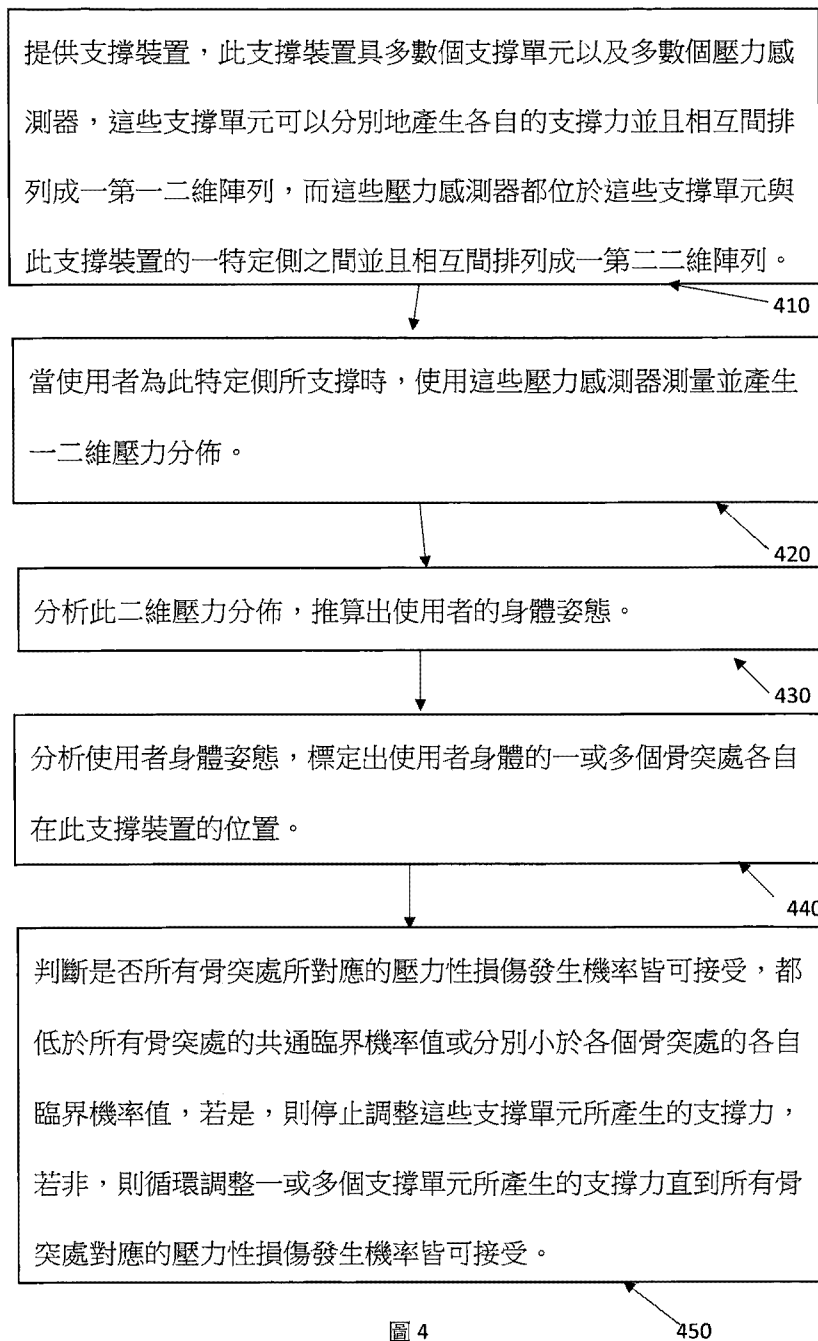 提供支撐裝置，此支撐裝置具多數個支撐單元以及多數個壓力感
測器，這些支撐單元可以分別地產生各自的支撐力並且相互間排
列成一第一二維陣列，而這些壓力感測器都位於這些支撐單元與
此支撐裝置的一特定側之間並且相互間排列成一第二二維陣列。
410
當使用者為此特定側所支撐時，使用這些壓力感測器測量並產生
一二維壓力分佈。
420
分析此二維壓力分佈，推算出使用者的身體姿態。
430
分析使用者身體姿態，標定出使用者身體的一或多個骨突處各自
在此支撐裝置的位置。
440
判斷是否所有骨突處所對應的壓力性損傷發生機率皆可接受，都
低於所有骨突處的共通臨界機率值或分別小於各個骨突處的各自
臨界機率值，若是，則停止調整這些支撐單元所產生的支撐力，
若非，則循環調整一或多個支撐單元所產生的支撐力直到所有骨
突處對應的壓力性損傷發生機率皆可接受。
450
圖 4